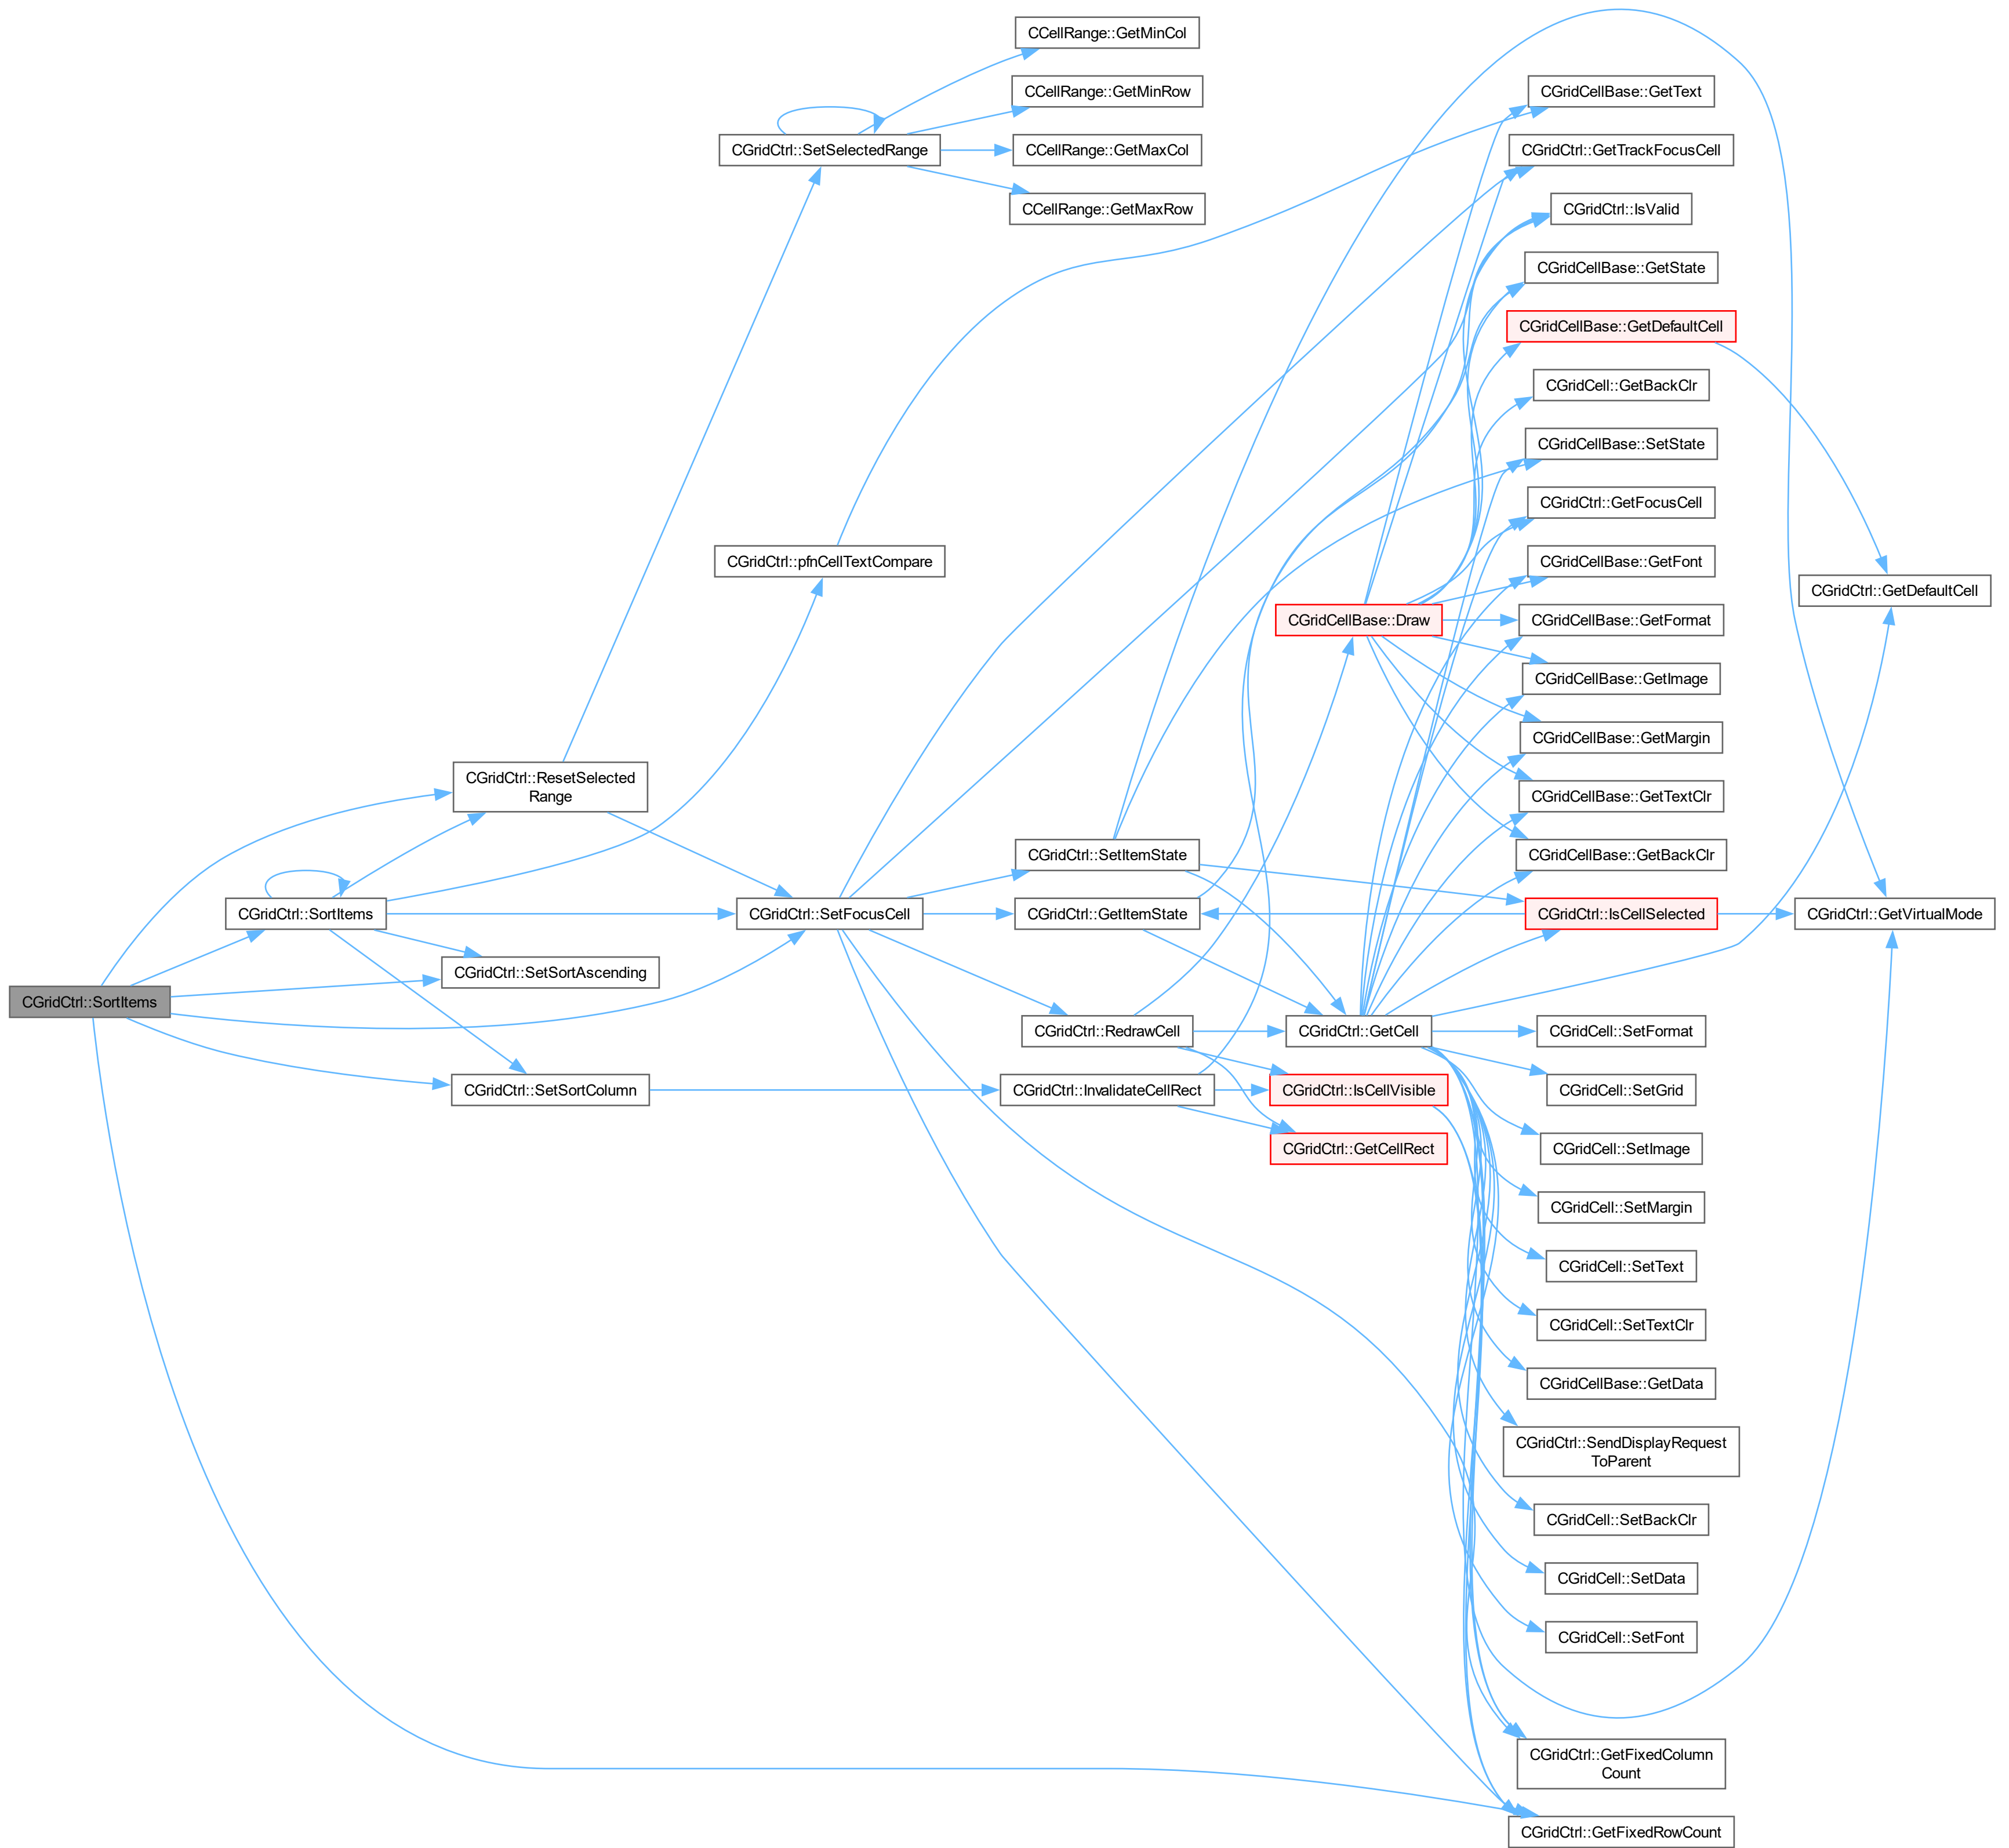 CCellRange::GetMinCol
CGridCellBase::GetText
CCellRange::GetMinRow
CGridCtrl::SetSelectedRange
CCellRange::GetMaxCol
CGridCtrl::GetTrackFocusCell
CCellRange::GetMaxRow
CGridCtrl::IsValid
CGridCellBase::GetState
CGridCellBase::GetDefaultCell
CGridCell::GetBackClr
CGridCellBase::SetState
CGridCtrl::GetFocusCell
CGridCtrl::pfnCellTextCompare
CGridCellBase::GetFont
CGridCtrl::GetDefaultCell
CGridCellBase::Draw
CGridCellBase::GetFormat
CGridCellBase::GetImage
CGridCellBase::GetMargin
CGridCtrl::ResetSelected
Range
CGridCellBase::GetTextClr
CGridCtrl::SetItemState
CGridCellBase::GetBackClr
CGridCtrl::SortItems
CGridCtrl::SetFocusCell
CGridCtrl::GetItemState
CGridCtrl::IsCellSelected
CGridCtrl::GetVirtualMode
CGridCtrl::SetSortAscending
CGridCtrl::SortItems
CGridCtrl::RedrawCell
CGridCtrl::GetCell
CGridCell::SetFormat
CGridCtrl::SetSortColumn
CGridCtrl::InvalidateCellRect
CGridCtrl::IsCellVisible
CGridCell::SetGrid
CGridCtrl::GetCellRect
CGridCell::SetImage
CGridCell::SetMargin
CGridCell::SetText
CGridCell::SetTextClr
CGridCellBase::GetData
CGridCtrl::SendDisplayRequest
ToParent
CGridCell::SetBackClr
CGridCell::SetData
CGridCell::SetFont
CGridCtrl::GetFixedColumn
Count
CGridCtrl::GetFixedRowCount